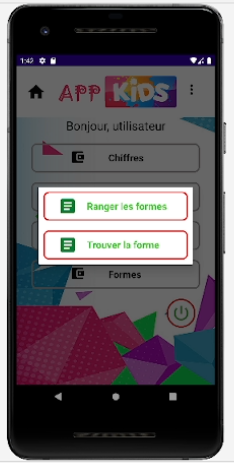 1:42
APP KiDS
Bonjour, utilisateur
Chiffres
Ranger les formes
Trouver la forme
Formes